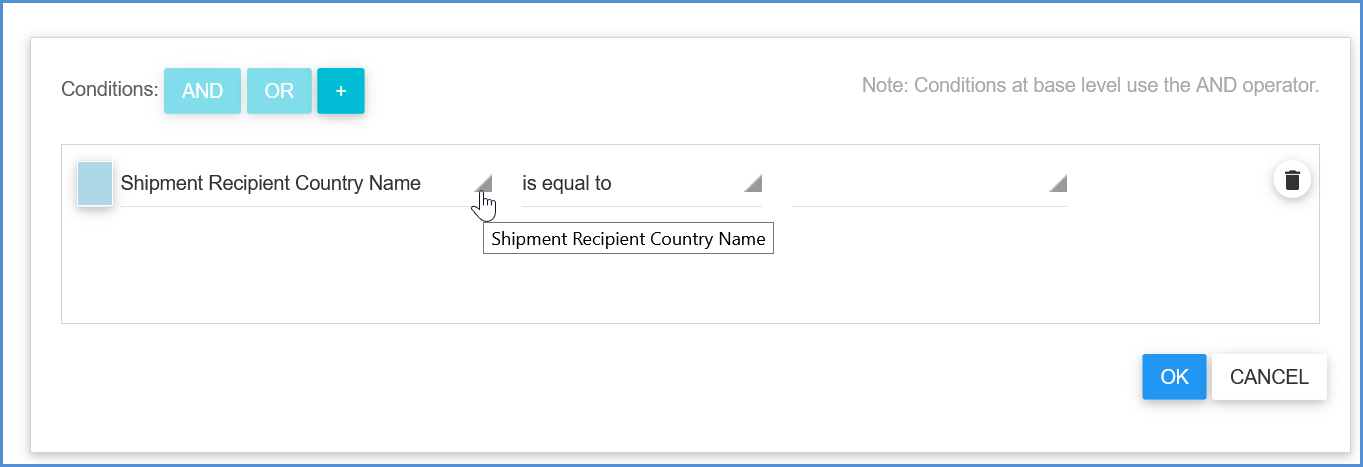 Conditions: AND OR + Note: Conditions at base level use the AND operator.
Shipment Recipient Country Name is equal to
Shipment Recipient Country Name
OK CANCEL